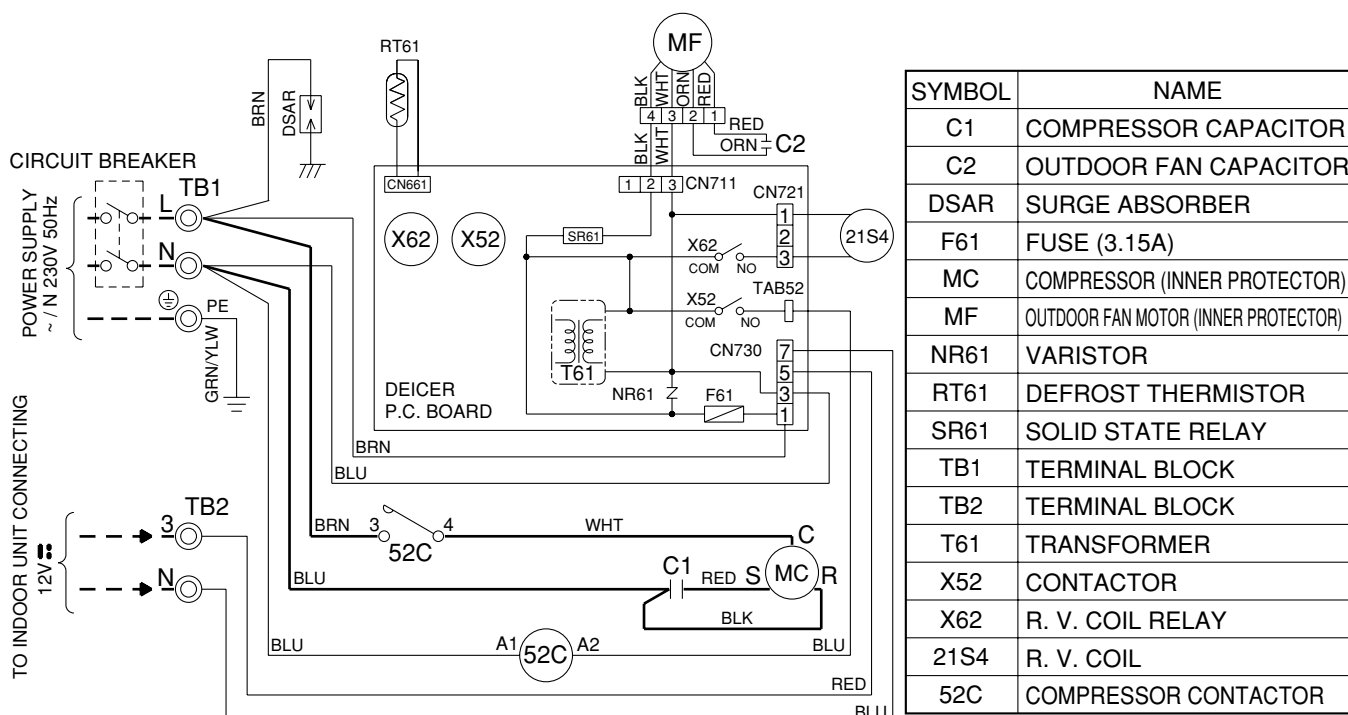 RT61
MF
BLK
WHT
ORN
RED
4 3 2 1
RED
ORN
C2
BRN
DSAR
BLK
WHT
CIRCUIT BREAKER
TB1
L
N
PE
GRN/YLW
POWER SUPPLY
~ / N 230V 50Hz
CN661
1 2 3 CN711
CN721
1
2
3
21S4
X62
X52
SR61
X62
COM NO
X52
COM NO
TAB52
T61
CN730
7
5
3
1
NR61
F61
DEICER
P.C. BOARD
BRN
BLU
TO INDOOR UNIT CONNECTING
12V
TB2
3
N
BRN
3
4
52C
WHT
C
BLU
C1
RED
S
MC
R
BLK
BLU
A1
52C
A2
BLU
RED
BLU
SYMBOL NAME
C1 COMPRESSOR CAPACITOR
C2 OUTDOOR FAN CAPACITOR
DSAR SURGE ABSORBER
F61 FUSE (3.15A)
MC COMPRESSOR (INNER PROTECTOR)
MF OUTDOOR FAN MOTOR (INNER PROTECTOR)
NR61 VARISTOR
RT61 DEFROST THERMISTOR
SR61 SOLID STATE RELAY
TB1 TERMINAL BLOCK
TB2 TERMINAL BLOCK
T61 TRANSFORMER
X52 CONTACTOR
X62 R. V. COIL RELAY
21S4 R. V. COIL
52C COMPRESSOR CONTACTOR